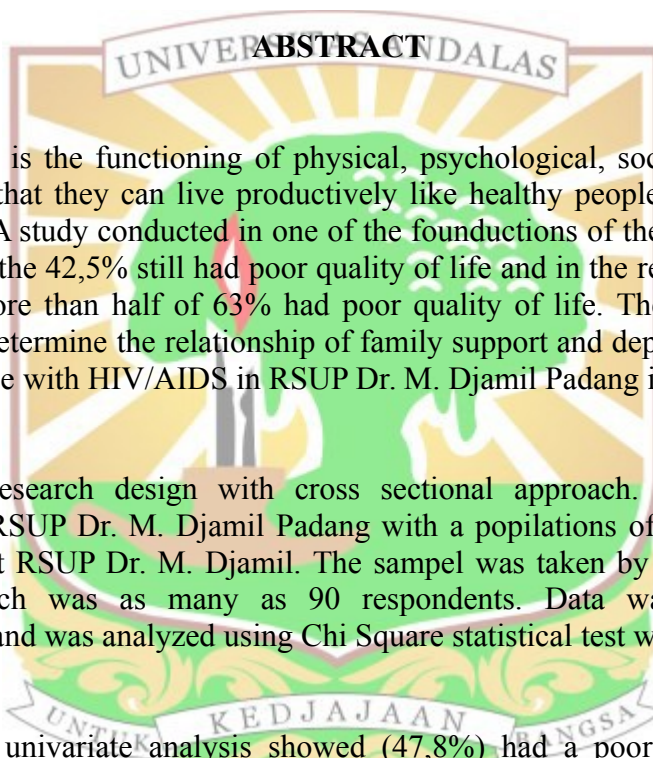 ABSTRACT
UNIVERSITAS ANDALAS
is the functioning of physical, psychological, soc
that they can live productively like healthy people
A study conducted in one of the founductions of the
the 42,5% still had poor quality of life and in the re
ore than half of 63% had poor quality of life. The
etermine the relationship of family support and dep
e with HIV/AIDS in RSUP Dr. M. Djamil Padang i
esearch design with cross sectional approach.
RSUP Dr. M. Djamil Padang with a popilations of
t RSUP Dr. M. Djamil. The sampel was taken by
ch was as many as 90 respondents. Data wa
and was analyzed using Chi Square statistical test w
UNTUK KEDJAJAAN BANGSA
univariate analysis showed (47,8%) had a poor